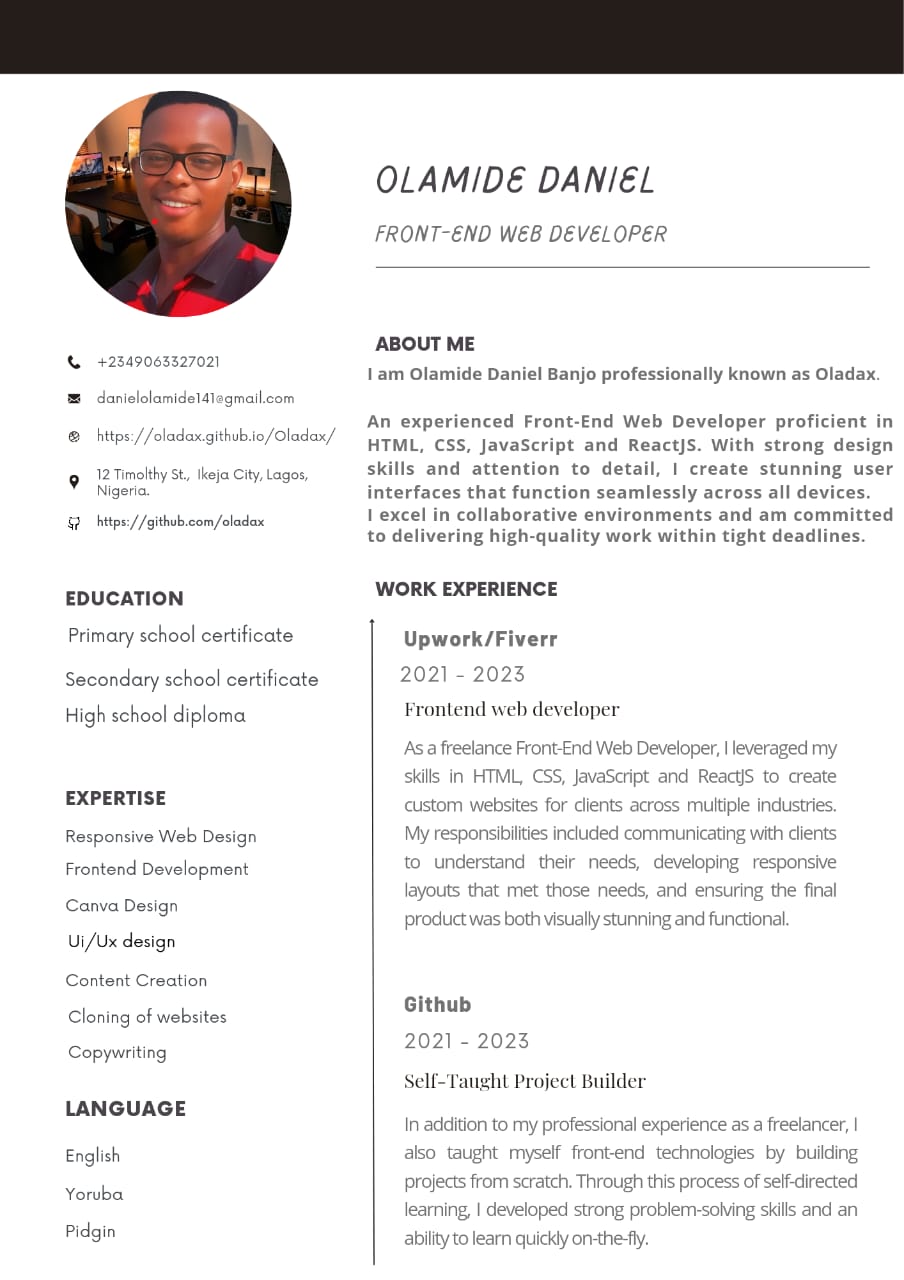 OLAMIDE DANIEL
FRONT-END WEB DEVELOPER
+2349063327021
danielolamide141@gmail.com
https://oladax.github.io/Oladax/
12 Timolthy St., Ikeja City, Lagos,
Nigeria.
https://github.com/oladax
EDUCATION
Primary school certificate
Secondary school certificate
High school diploma
EXPERTISE
Responsive Web Design
Frontend Development
Canva Design
Ui/Ux design
Content Creation
Cloning of websites
Copywriting
LANGUAGE
English
Yoruba
Pidgin
ABOUT ME
I am Olamide Daniel Banjo professionally known as Oladax.
An experienced Front-End Web Developer proficient in
HTML, CSS, JavaScript and ReactJS. With strong design
skills and attention to detail, I create stunning user
interfaces that function seamlessly across all devices.
I excel in collaborative environments and am committed
to delivering high-quality work within tight deadlines.
WORK EXPERIENCE
Upwork/Fiverr
2021 - 2023
Frontend web developer
As a freelance Front-End Web Developer, I leveraged my
skills in HTML, CSS, JavaScript and ReactJS to create
custom websites for clients across multiple industries.
My responsibilities included communicating with clients
to understand their needs, developing responsive
layouts that met those needs, and ensuring the final
product was both visually stunning and functional.
Github
2021 - 2023
Self-Taught Project Builder
In addition to my professional experience as a freelancer, I
also taught myself front-end technologies by building
projects from scratch. Through this process of self-directed
learning, I developed strong problem-solving skills and an
ability to learn quickly on-the-fly.